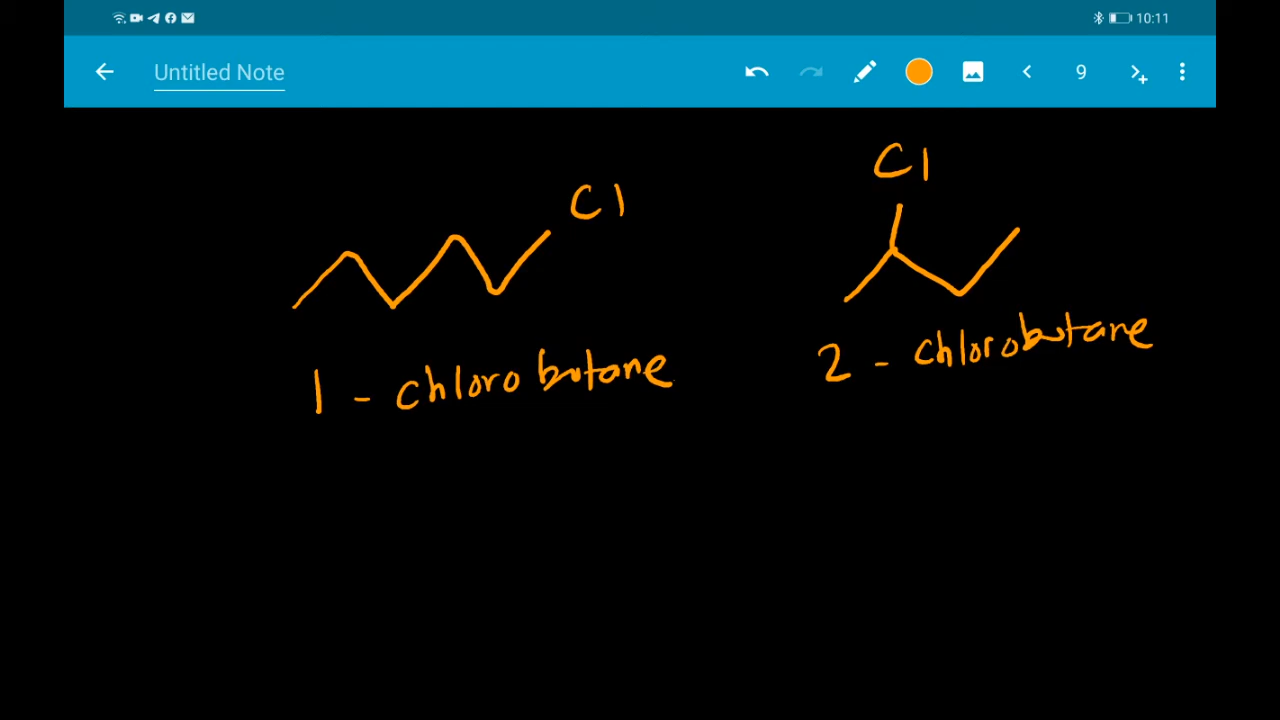 10:11
Untitled Note
9
Cl
Cl
1 - chlorobutane
2 - chlorobutane